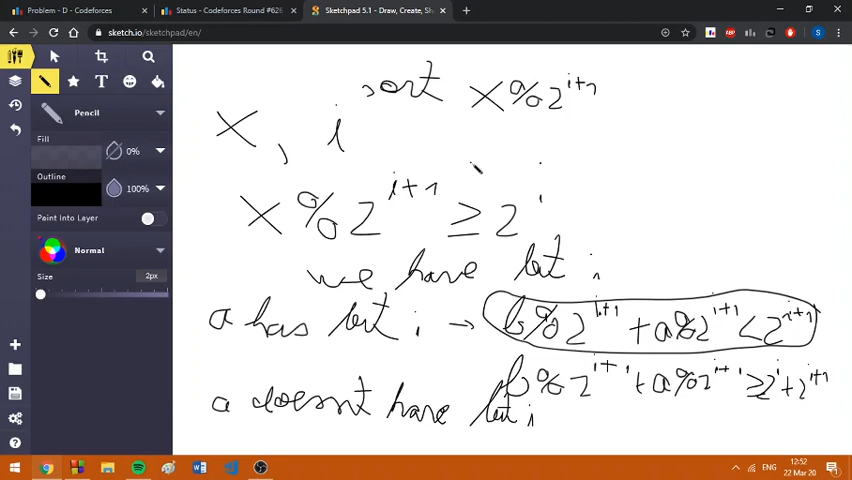 Problem - D - Codeforces
Status - Codeforces Round #628
Sketchpad 5.1 - Draw, Create, Sh
sketch.io/sketchpad/en/
ABP
S
Pencil
Fill
0%
Outline
100%
Paint Into Layer
Normal
Size
2px
sort x%2^{i+1}
x, i
x%2^{i+1} ≥ 2^i
we have bit i
a has bit i → b%2^{i+1} + a%2^{i+1} < 2^{i+1}
a doesn't have bit i
b%2^{i+1} + a%2^{i+1} ≥ 2^i + 2^{i+1}
ENG
12:52
22 Mar 20